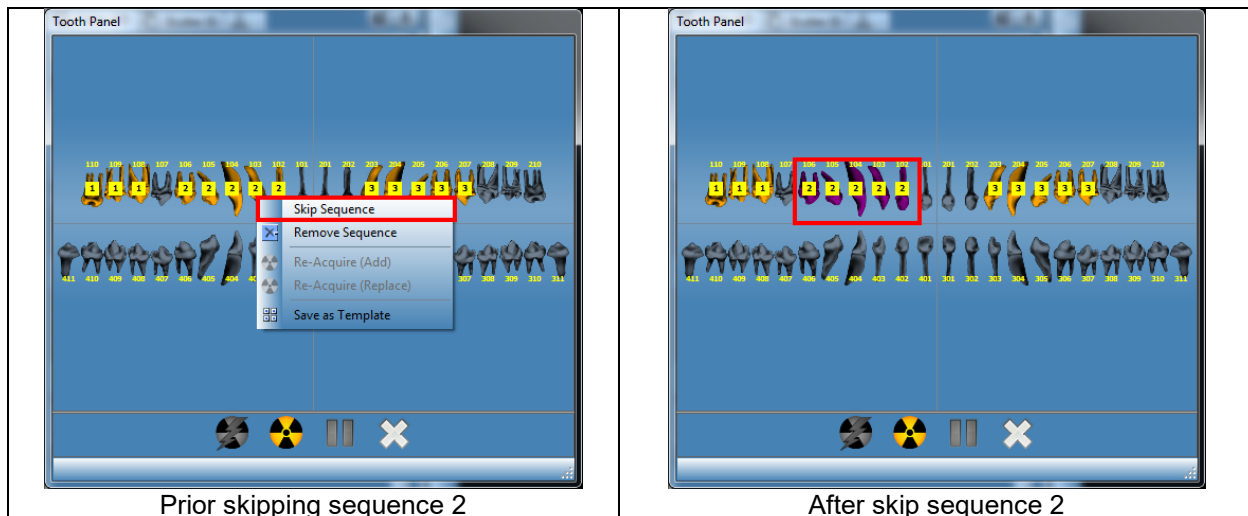 Tooth Panel
110 109 108 107 106 105 104 103 102 101 201 202 203 204 205 206 207 208 209 210
1 1 1 2 2 2 2 2 3 3 3 3 3
Skip Sequence
Remove Sequence
Re-Acquire (Add)
Re-Acquire (Replace)
Save as Template
411 410 409 408 407 406 405 404 307 308 309 310 311
Prior skipping sequence 2
Tooth Panel
110 109 108 107 106 105 104 103 102 01 201 202 203 204 205 206 207 208 209 210
1 1 1 2 2 2 2 2 3 3 3 3 3
411 410 409 408 407 406 405 404 403 402 401 301 302 303 304 305 306 307 308 309 310 311
After skip sequence 2